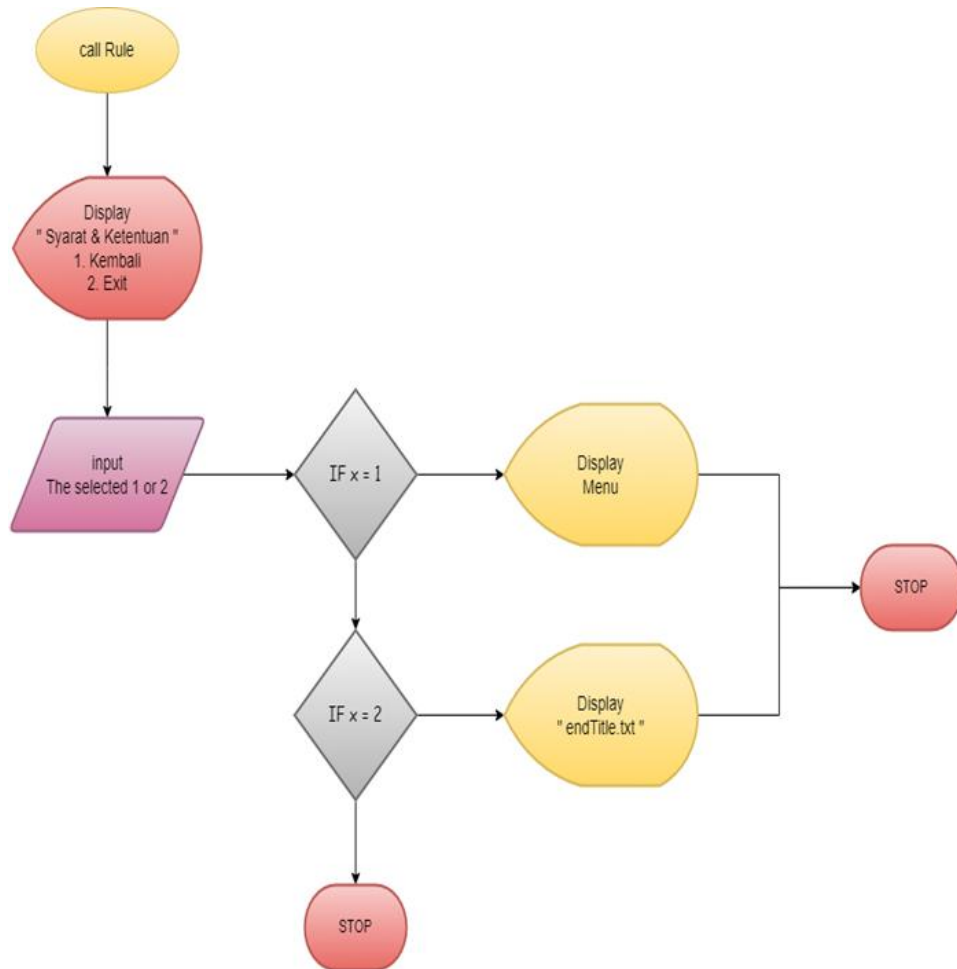 call Rule
Display
" Syarat & Ketentuan "
1. Kembali
2. Exit
input
The selected 1 or 2
IF x = 1
Display
Menu
STOP
IF x = 2
Display
" endTitle.txt "
STOP